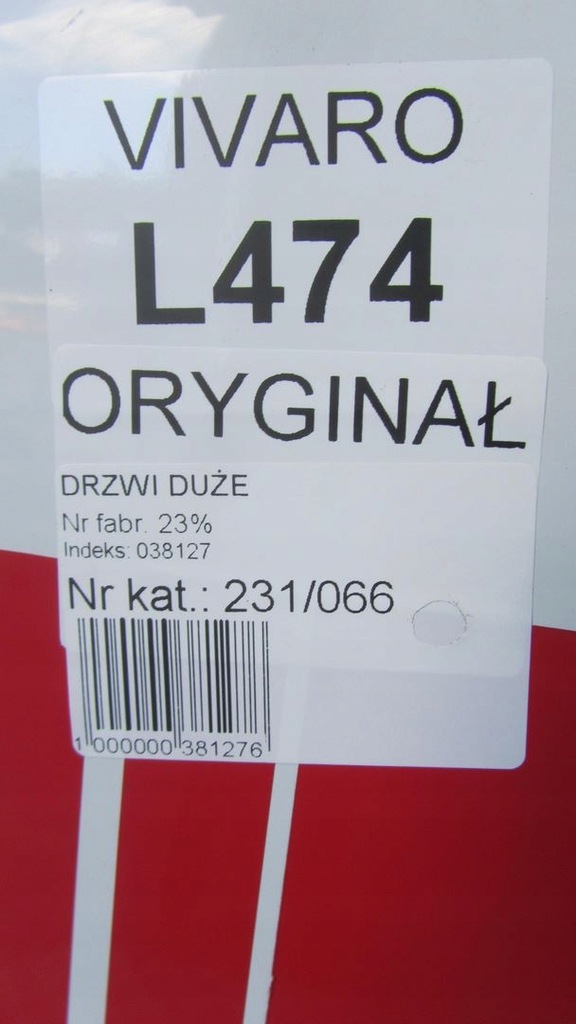 VIVARO
L474
ORYGINAŁ
DRZWI DUŻE
Nr fabr. 23%
Indeks: 038127
Nr kat.: 231/066
1 000000 381276